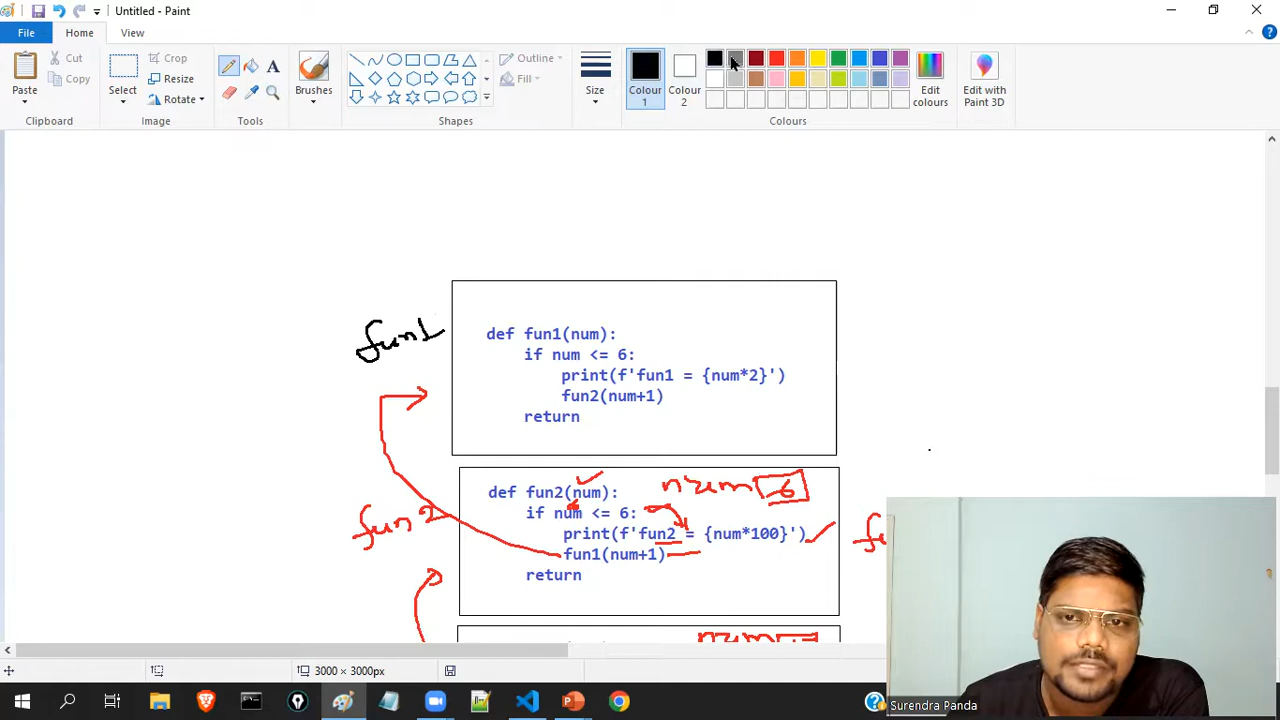 Untitled - Paint
File
Home
View
Paste
Cut
Copy
Clipboard
Select
Crop
Resize
Rotate
Image
Tools
Brushes
Shapes
Outline
Fill
Size
Colour 1
Colour 2
Edit colours
Edit with Paint 3D
Colours
fun1
def fun1(num):
if num <= 6:
print(f'fun1 = {num*2}')
fun2(num+1)
return
fun2
num 6
def fun2(num):
if num <= 6:
print(f'fun2 = {num*100}')
fun1(num+1)
return
num
3000 × 3000px
Surendra Panda